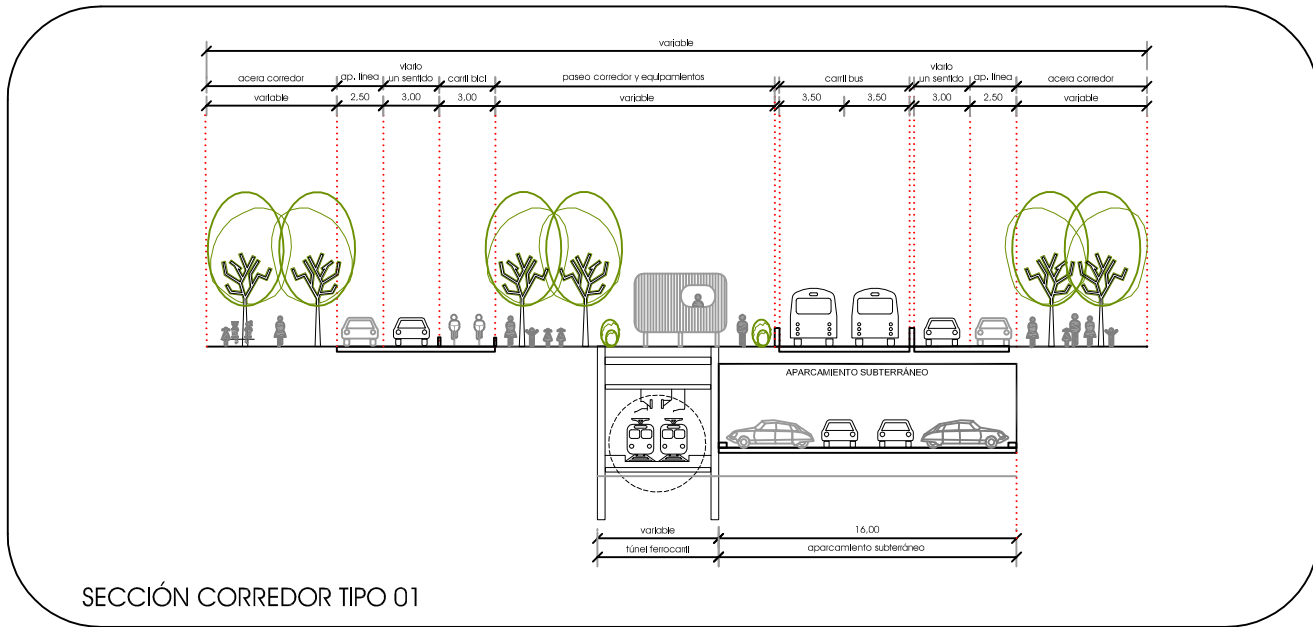 variable
viario
viario
acera corredor
ap. línea
un sentido
carril bici
paseo corredor y equipamientos
carril bus
un sentido
ap. línea
acera corredor
variable
2,50
3,00
3,00
variable
3,50
3,50
3,00
2,50
variable
APARCAMIENTO SUBTERRÁNEO
variable
16,00
túnel ferrocarril
aparcamiento subterráneo
SECCIÓN CORREDOR TIPO 01